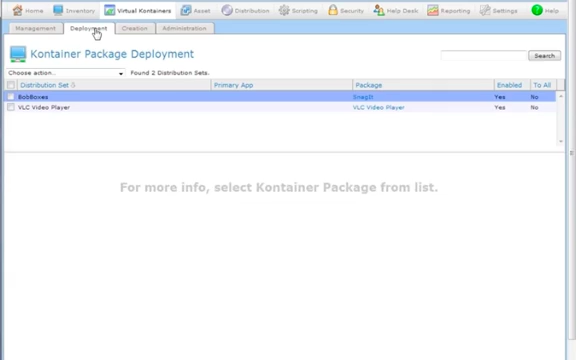 Home Inventory Virtual Kontainers Asset Distribution Scripting Security Help Desk Reporting Settings Help
Management Deployment Creation Administration
Kontainer Package Deployment
Search
Choose action... Found 2 Distribution Sets.
Distribution Set Primary App Package Enabled To All
BobBoxes SnagIt Yes No
VLC Video Player VLC Video Player Yes No
For more info, select Kontainer Package from list.